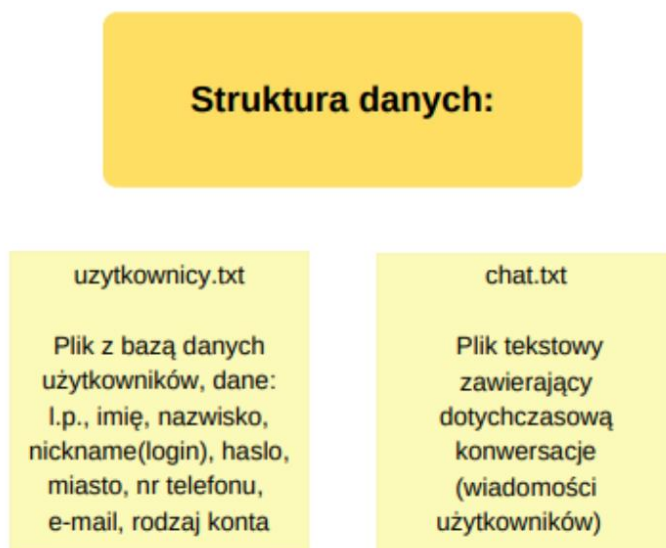 Struktura danych:
uzytkownicy.txt
Plik z bazą danych
użytkowników, dane:
l.p., imię, nazwisko,
nickname(login), haslo,
miasto, nr telefonu,
e-mail, rodzaj konta
chat.txt
Plik tekstowy
zawierający
dotychczasową
konwersacje
(wiadomości
użytkowników)